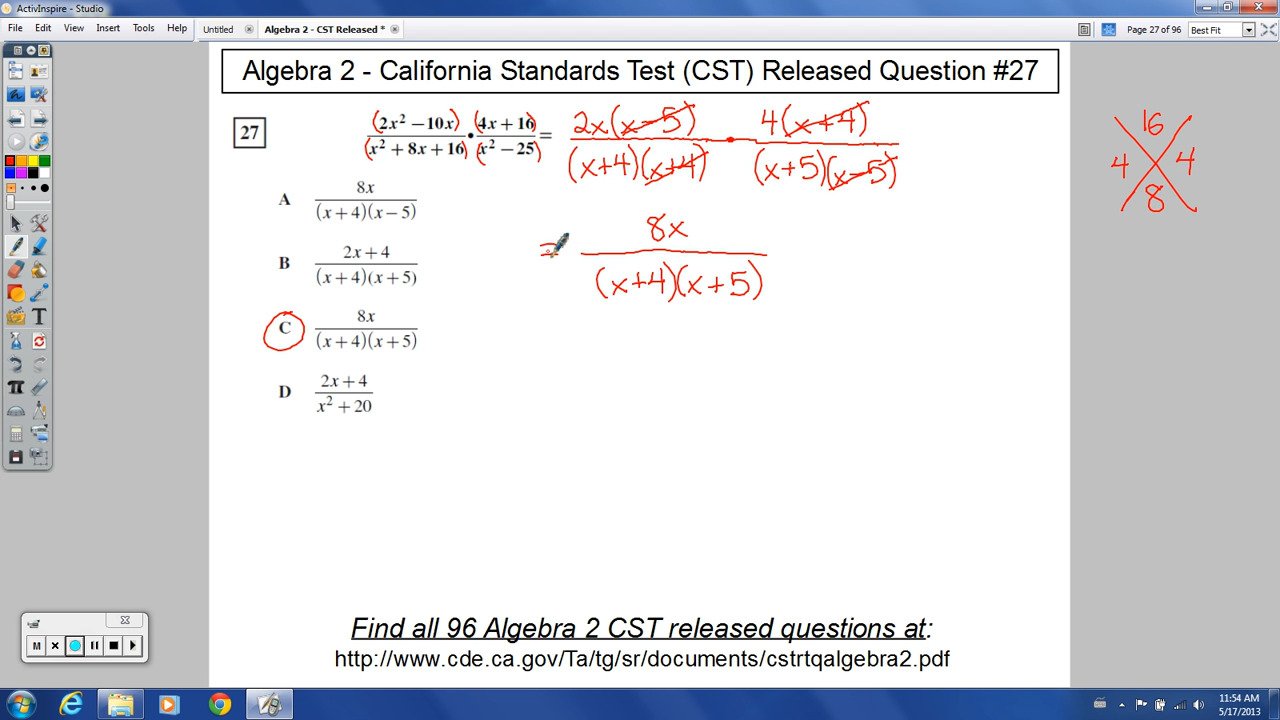 ActivInspire - Studio
File Edit View Insert Tools Help
Untitled
Algebra 2 - CST Released *
Page 27 of 96
Best Fit
Algebra 2 - California Standards Test (CST) Released Question #27
27
(2x² − 10x) (4x + 16) 2x(x−5) 4(x+4)
• = •
(x² + 8x + 16) (x² − 25) (x+4)(x+4) (x+5)(x−5)
16
4 4
8
A 8x
(x + 4)(x − 5)
= 8x
(x+4)(x+5)
B 2x + 4
(x + 4)(x + 5)
C 8x
(x + 4)(x + 5)
D 2x + 4
x² + 20
M
Find all 96 Algebra 2 CST released questions at:
http://www.cde.ca.gov/Ta/tg/sr/documents/cstrtqalgebra2.pdf
11:54 AM
5/17/2013